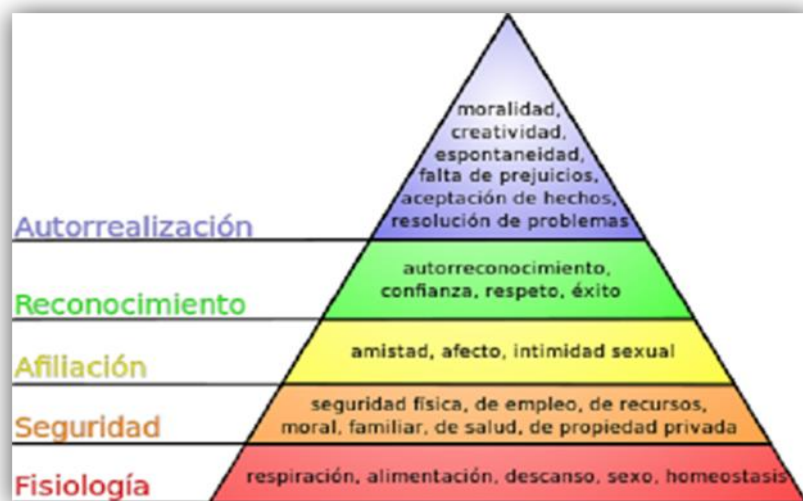 moralidad,
creatividad,
espontaneidad,
falta de prejuicios,
aceptación de hechos,
resolución de problemas
Autorrealización
autorreconocimiento,
confianza, respeto, éxito
Reconocimiento
amistad, afecto, intimidad sexual
Afiliación
seguridad física, de empleo, de recursos,
moral, familiar, de salud, de propiedad privada
Seguridad
respiración, alimentación, descanso, sexo, homeostasis
Fisiología